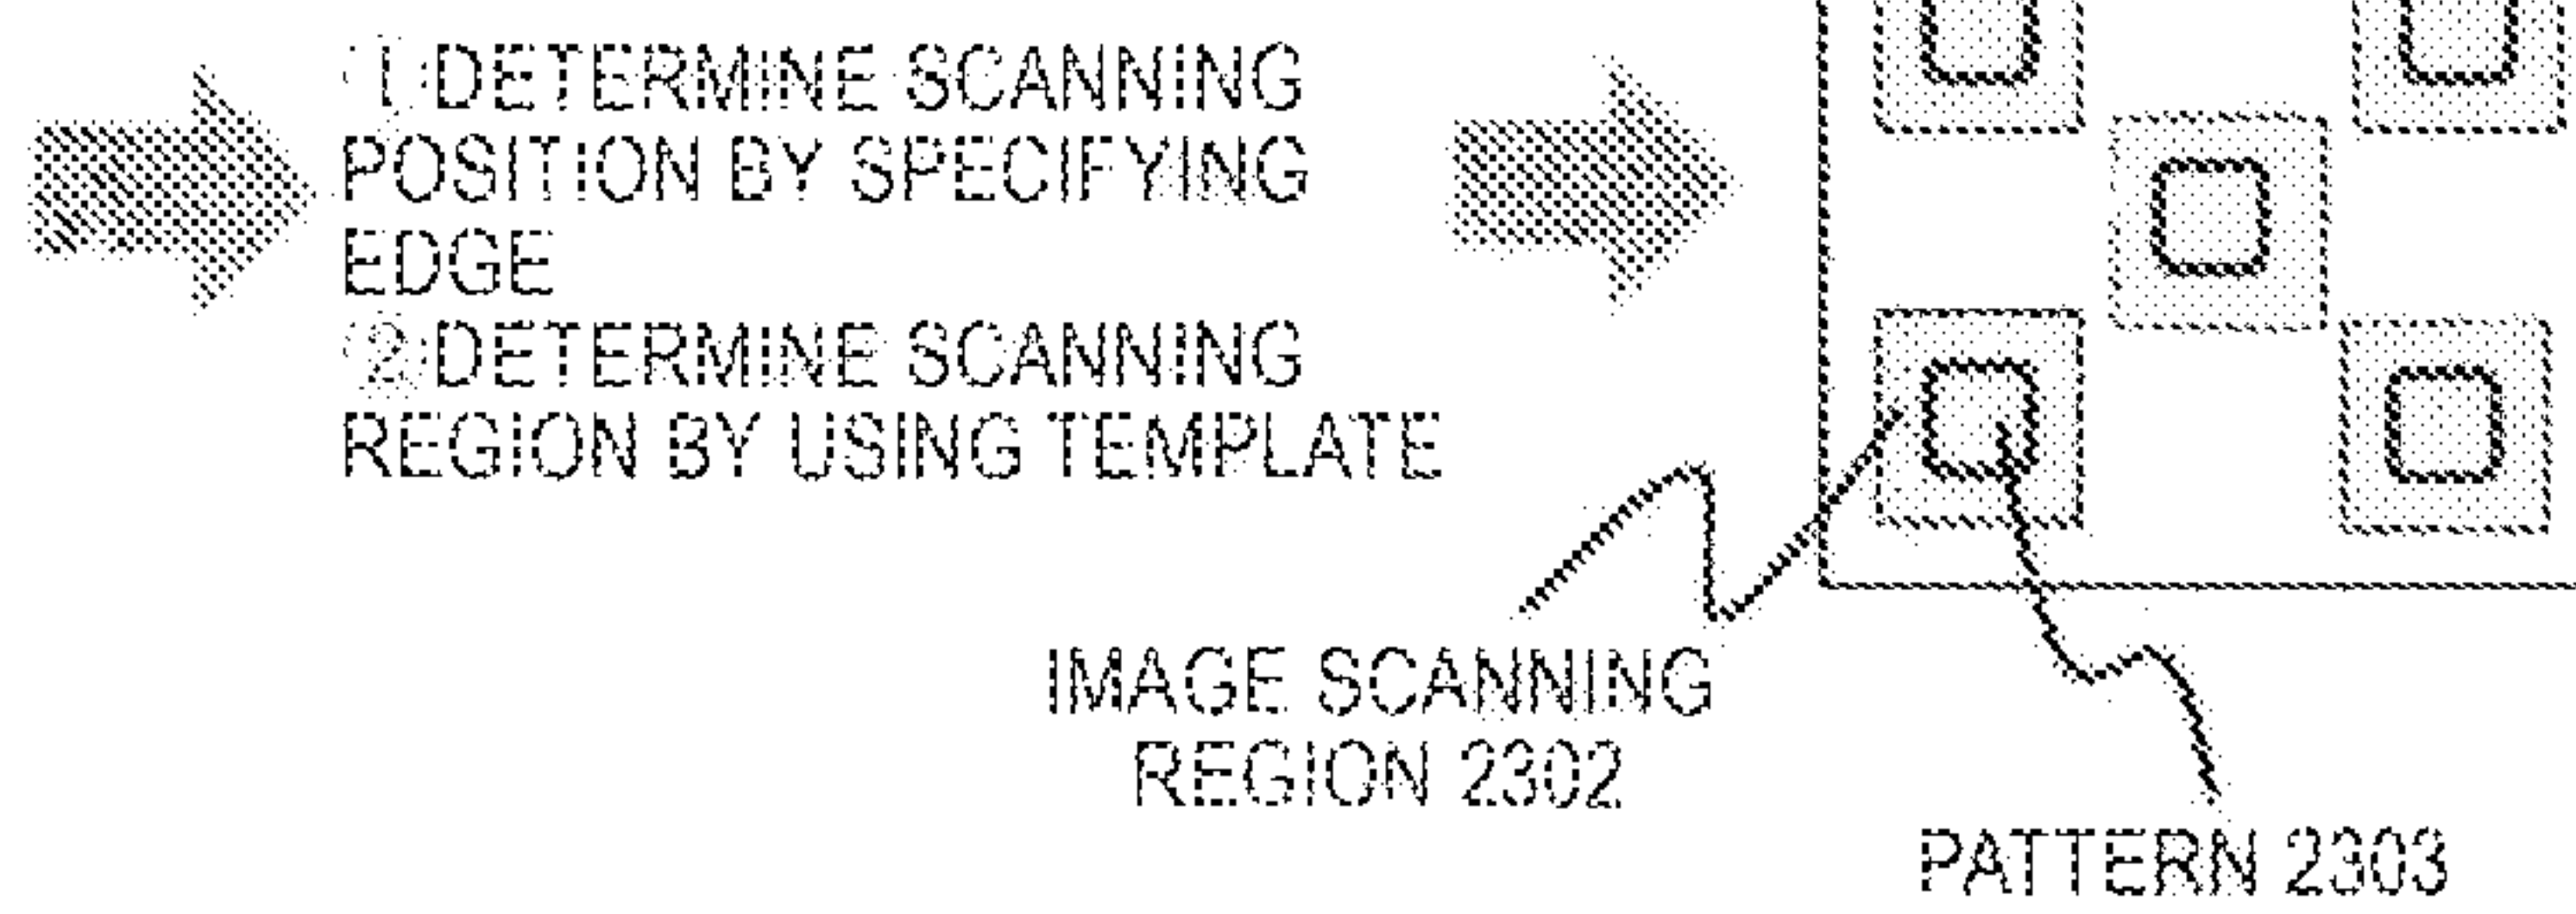 ①DETERMINE SCANNING
POSITION BY SPECIFYING
EDGE
②DETERMINE SCANNING
REGION BY USING TEMPLATE
IMAGE SCANNING
REGION 2302
PATTERN 2303